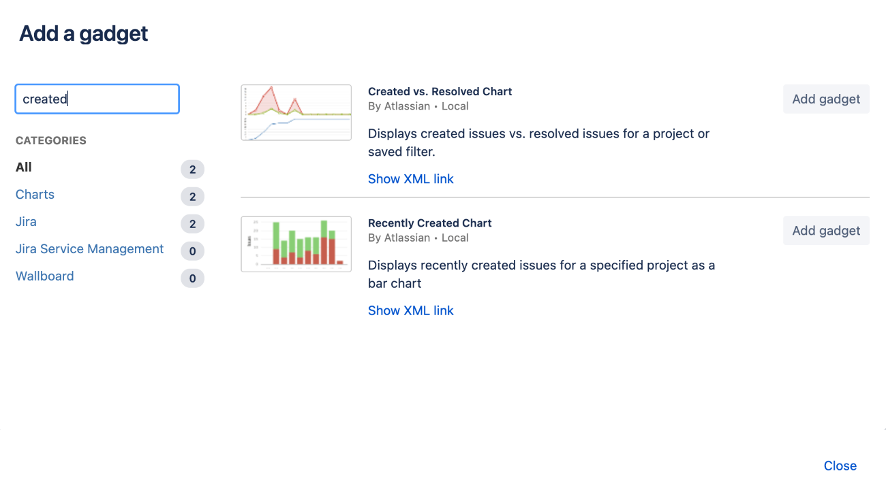 Add a gadget
created
CATEGORIES
All 2
Charts 2
Jira 2
Jira Service Management 0
Wallboard 0
Created vs. Resolved Chart
By Atlassian • Local
Displays created issues vs. resolved issues for a project or
saved filter.
Show XML link
Add gadget
Recently Created Chart
By Atlassian • Local
Displays recently created issues for a specified project as a
bar chart
Show XML link
Add gadget
Close